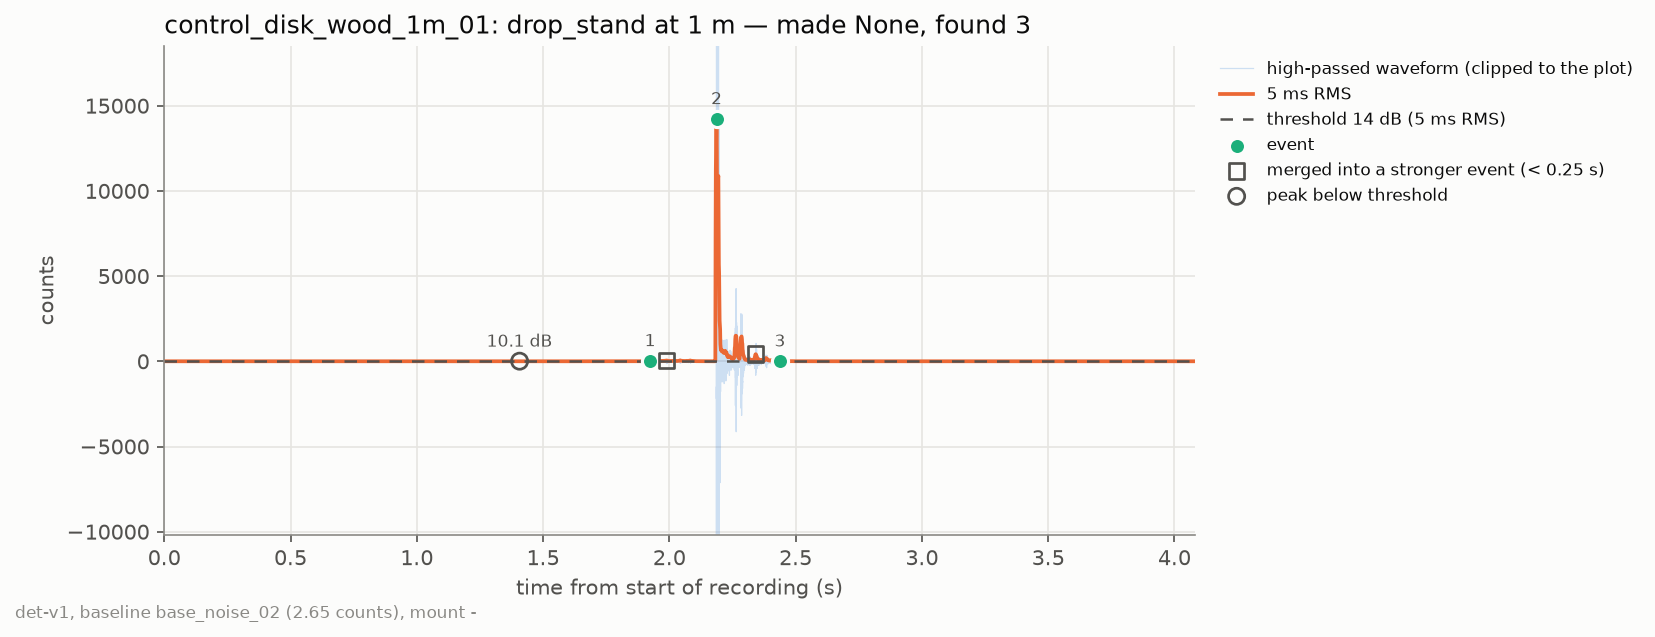 control_disk_wood_1m_01: drop_stand at 1 m — made None, found 3
high-passed waveform (clipped to the plot)
5 ms RMS
threshold 14 dB (5 ms RMS)
event
merged into a stronger event (< 0.25 s)
peak below threshold
counts
15000
10000
5000
0
−5000
−10000
2
10.1 dB
1
3
0.0
0.5
1.0
1.5
2.0
2.5
3.0
3.5
4.0
time from start of recording (s)
det-v1, baseline base_noise_02 (2.65 counts), mount -